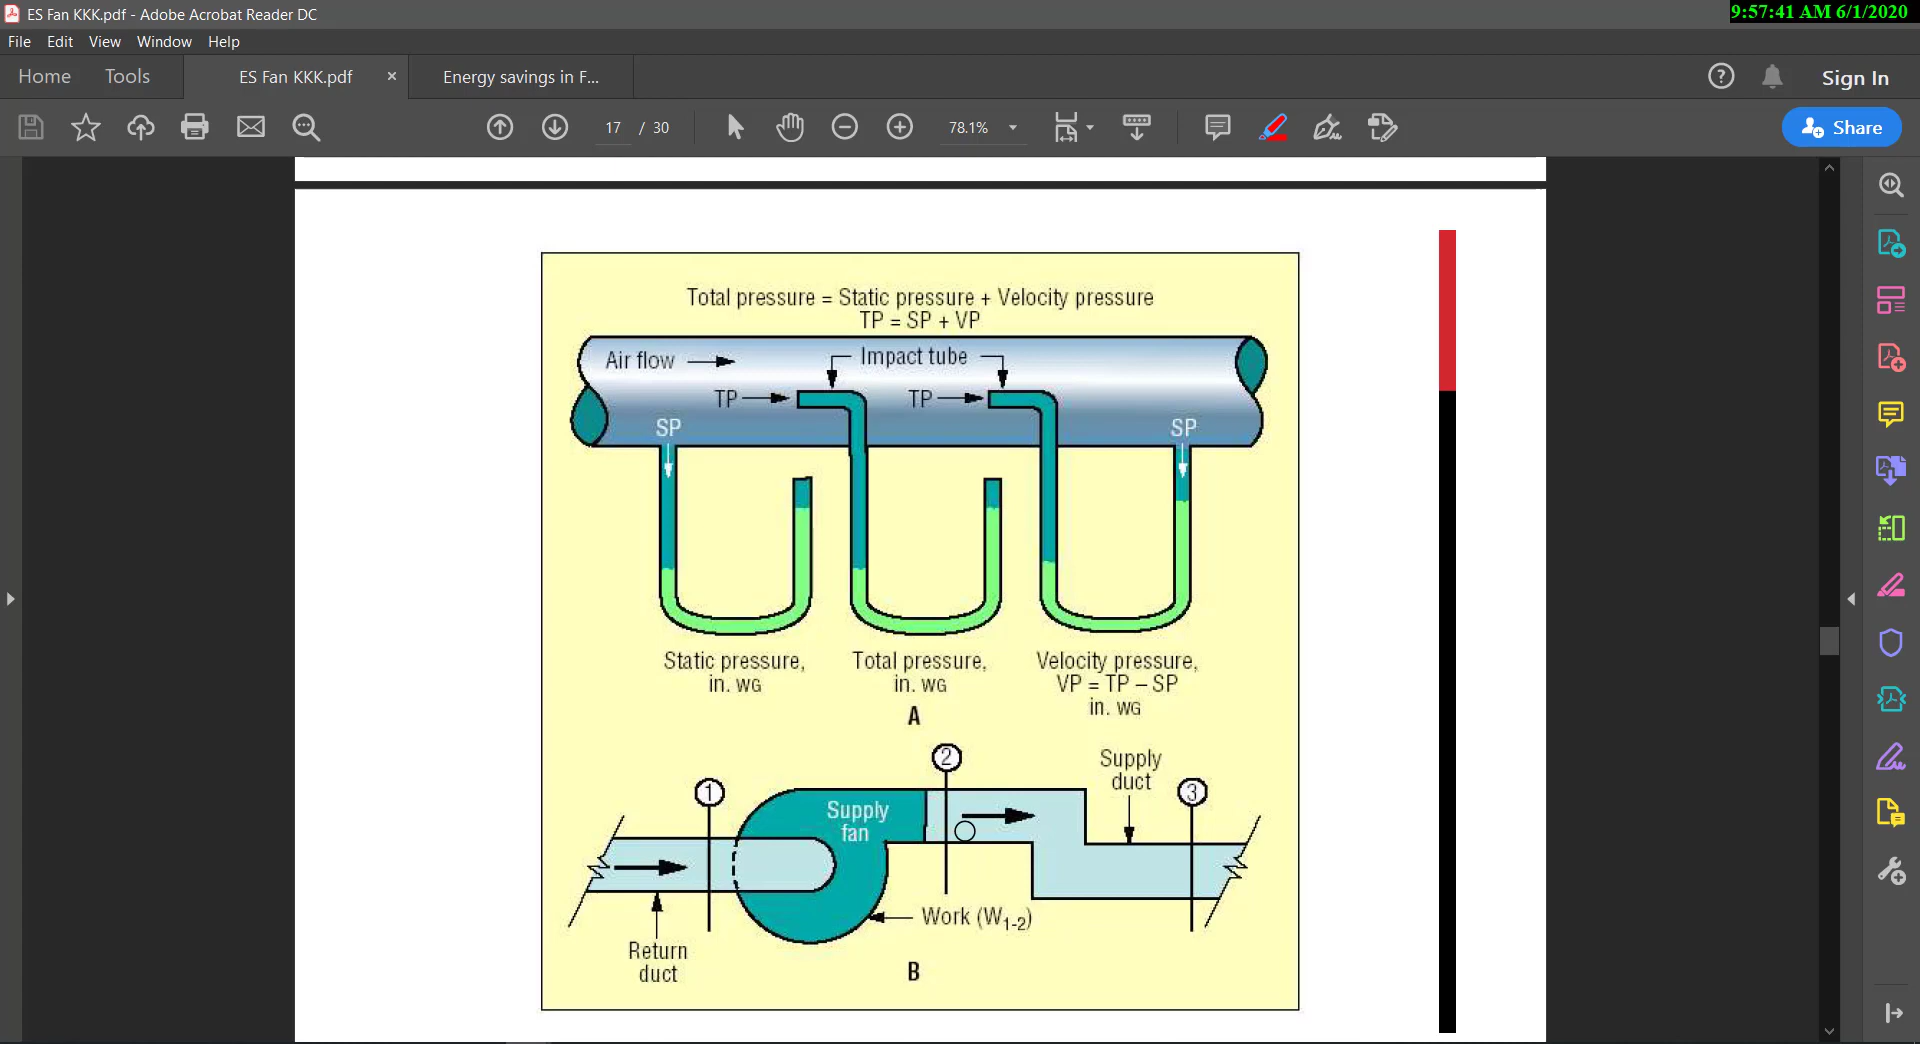 ES Fan KKK.pdf - Adobe Acrobat Reader DC
9:57:41 AM 6/1/2020
File Edit View Window Help
Home Tools ES Fan KKK.pdf × Energy savings in F... ? Sign In
17 / 30 78.1% Share
Total pressure = Static pressure + Velocity pressure
TP = SP + VP
Air flow
Impact tube
TP TP
SP SP
Static pressure,
in. WG
Total pressure,
in. WG
Velocity pressure,
VP = TP – SP
in. WG
A
2
Supply
duct
1
3
Supply
fan
Work (W1-2)
Return
duct
B